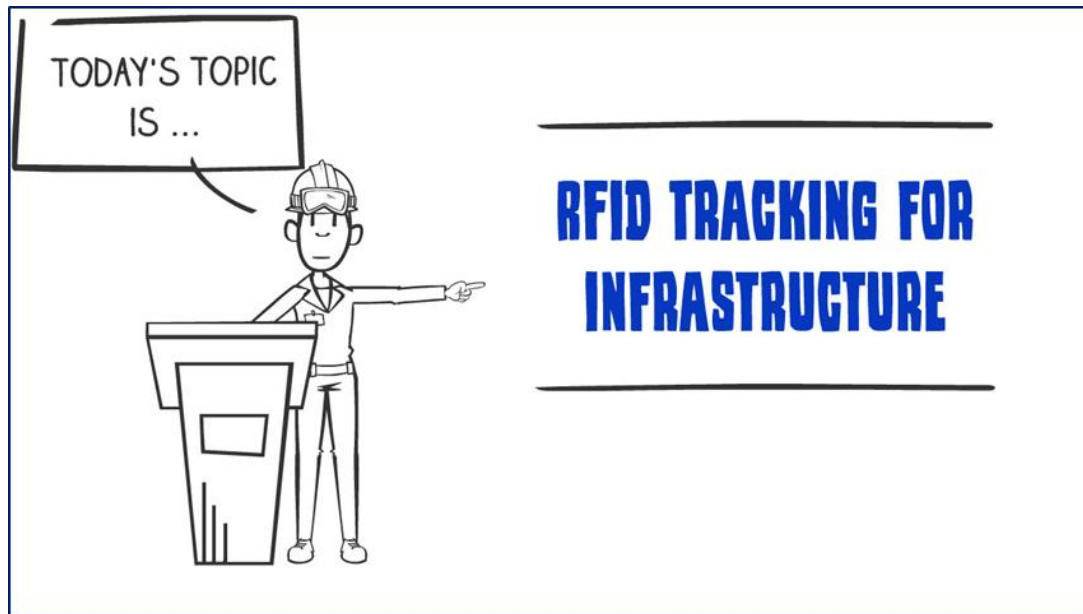 TODAY'S TOPIC
IS ...
RFID TRACKING FOR
INFRASTRUCTURE